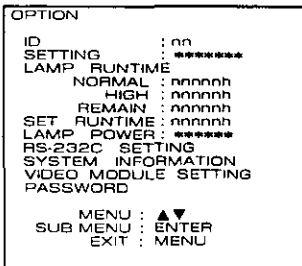 OPTION
ID : nn
SETTING : *******
LAMP RUNTIME
NORMAL : nnnnnh
HIGH : nnnnnh
REMAIN : nnnnnh
SET RUNTIME : nnnnnh
LAMP POWER : ******
RS-232C SETTING
SYSTEM INFORMATION
VIDEO MODULE SETTING
PASSWORD
MENU : ▲▼
SUB MENU : ENTER
EXIT : MENU